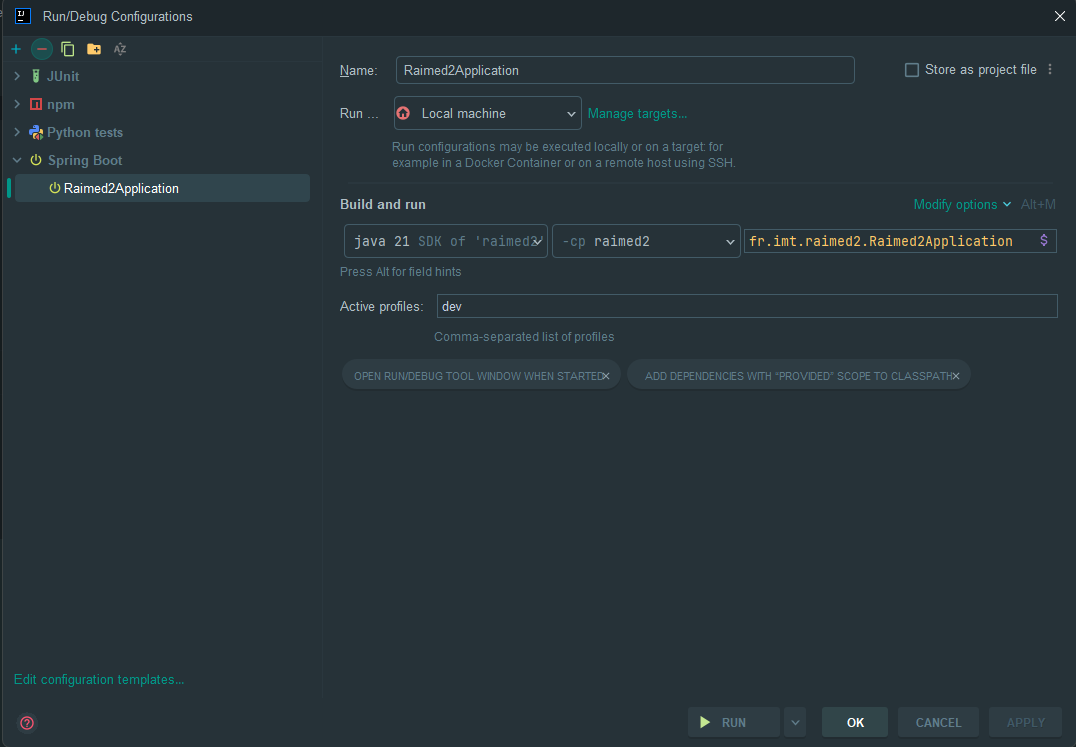 Run/Debug Configurations
JUnit
npm
Python tests
Spring Boot
Raimed2Application
Edit configuration templates...
Name: Raimed2Application
Store as project file
Run ... Local machine Manage targets...
Run configurations may be executed locally or on a target: for
example in a Docker Container or on a remote host using SSH.
Build and run
Modify options Alt+M
java 21 SDK of 'raimed2' -cp raimed2 fr.imt.raimed2.Raimed2Application $
Press Alt for field hints
Active profiles: dev
Comma-separated list of profiles
OPEN RUN/DEBUG TOOL WINDOW WHEN STARTED ADD DEPENDENCIES WITH “PROVIDED” SCOPE TO CLASSPATH
RUN OK CANCEL APPLY